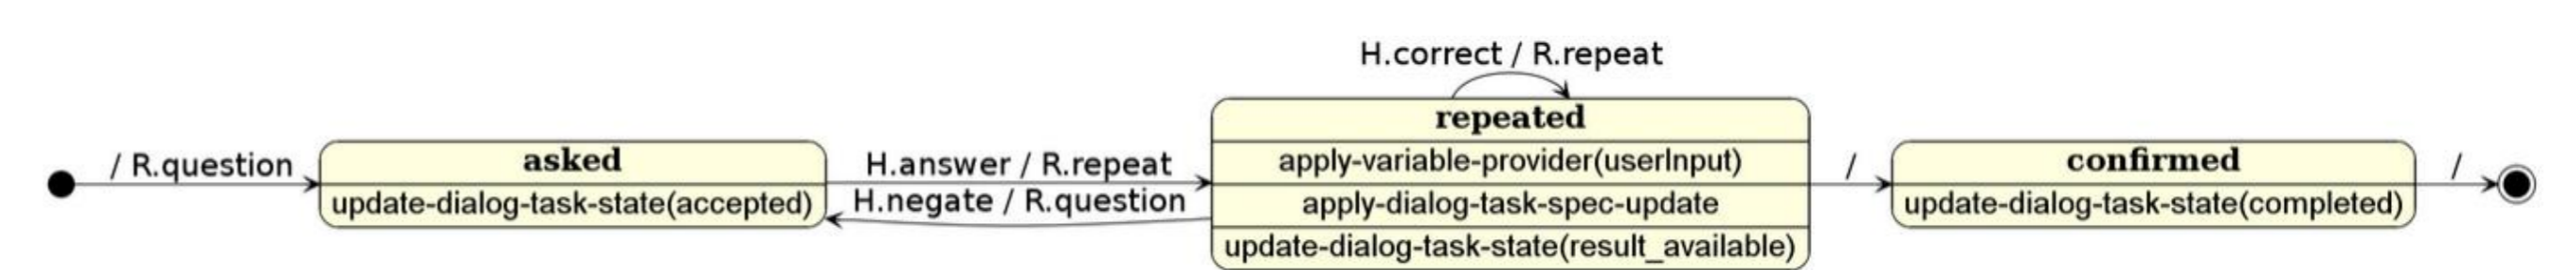 H.correct / R.repeat
/ R.question
asked
update-dialog-task-state(accepted)
H.answer / R.repeat
H.negate / R.question
repeated
apply-variable-provider(userInput)
apply-dialog-task-spec-update
update-dialog-task-state(result_available)
/
confirmed
update-dialog-task-state(completed)
/